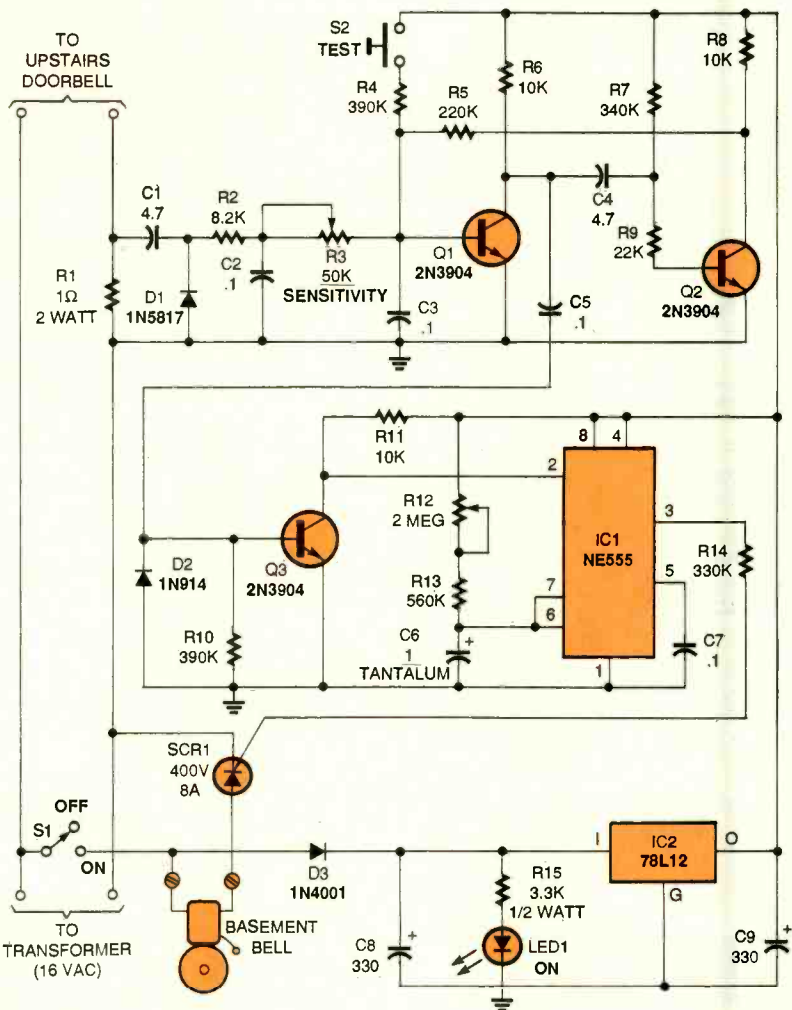 TO
UPSTAIRS
DOORBELL
S2
TEST
R4
390K
R5
220K
R6
10K
R7
340K
R8
10K
C1
4.7
R2
8.2K
R1
1Ω
2 WATT
D1
1N5817
C2
.1
R3
50K
SENSITIVITY
C3
.1
Q1
2N3904
C4
4.7
R9
22K
C5
.1
Q2
2N3904
R11
10K
8
4
2
R12
2 MEG
3
IC1
NE555
R14
330K
D2
1N914
Q3
2N3904
R13
560K
7
6
5
R10
390K
C6
1
TANTALUM
+
1
C7
.1
SCR1
400V
8A
OFF
S1
ON
D3
1N4001
I
IC2
78L12
O
G
R15
3.3K
1/2 WATT
TO
TRANSFORMER
(16 VAC)
BASEMENT
BELL
C8
330
+
LED1
ON
C9
330
+